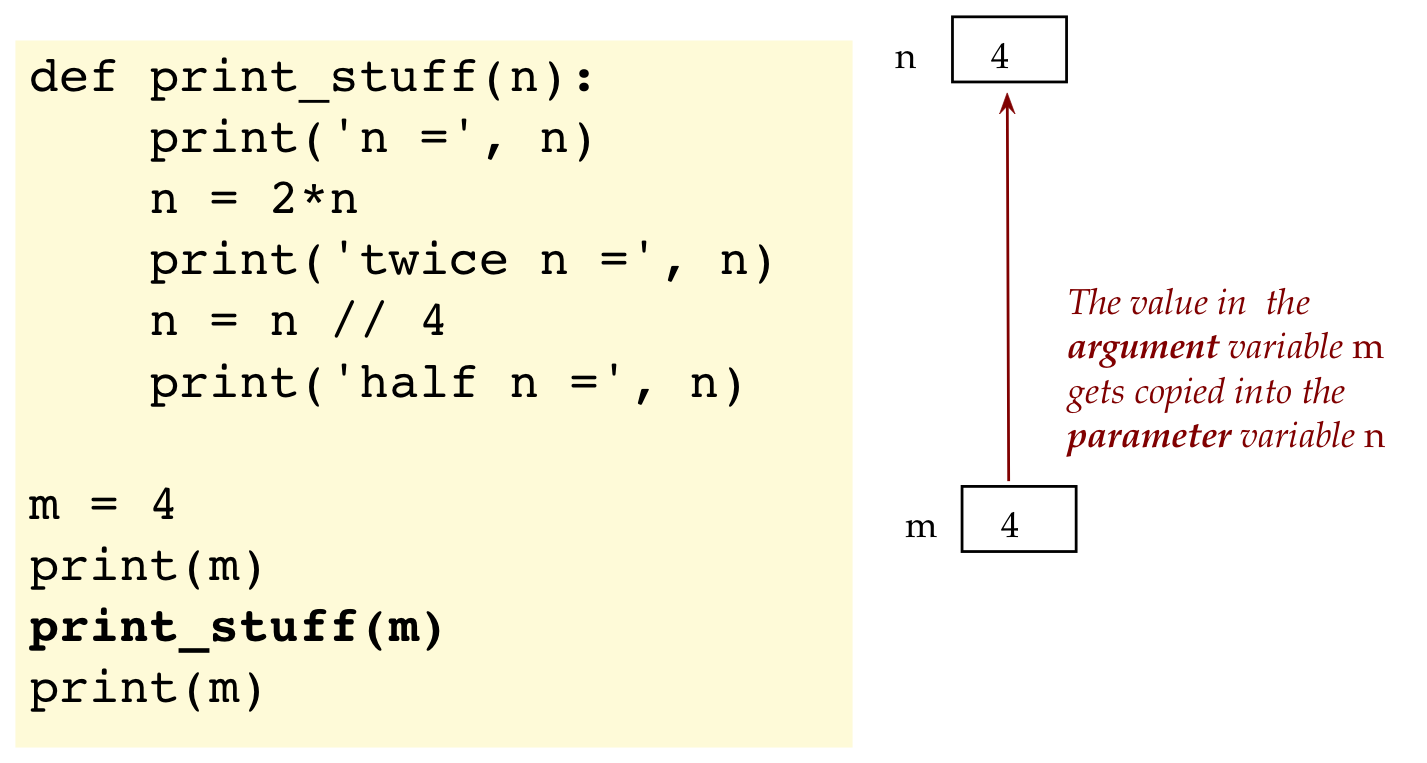 def print_stuff(n):
    print('n =', n)
    n = 2*n
    print('twice n =', n)
    n = n // 4
    print('half n =', n)
m = 4
print(m)
print_stuff(m)
print(m)
n 4
The value in the
argument variable m
gets copied into the
parameter variable n
m 4